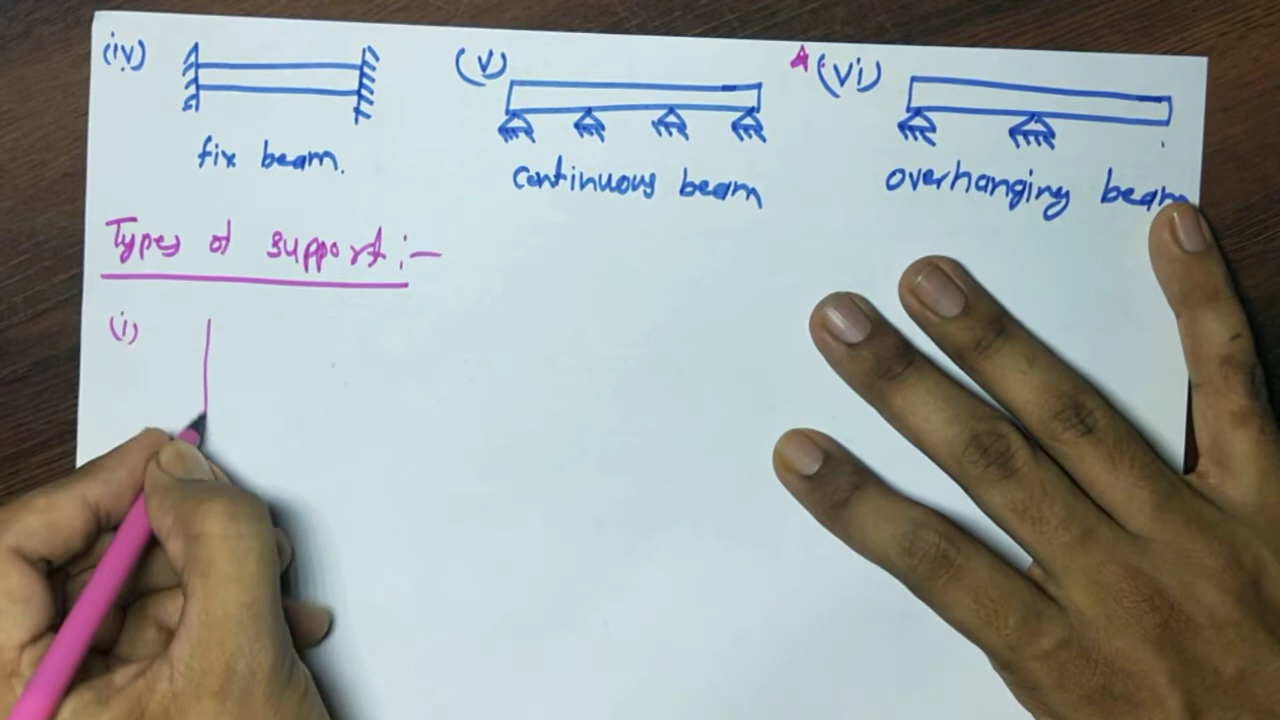 (iv) (v) (vi)
fix beam. continuous beam overhanging beam
Types of support :-
(i)